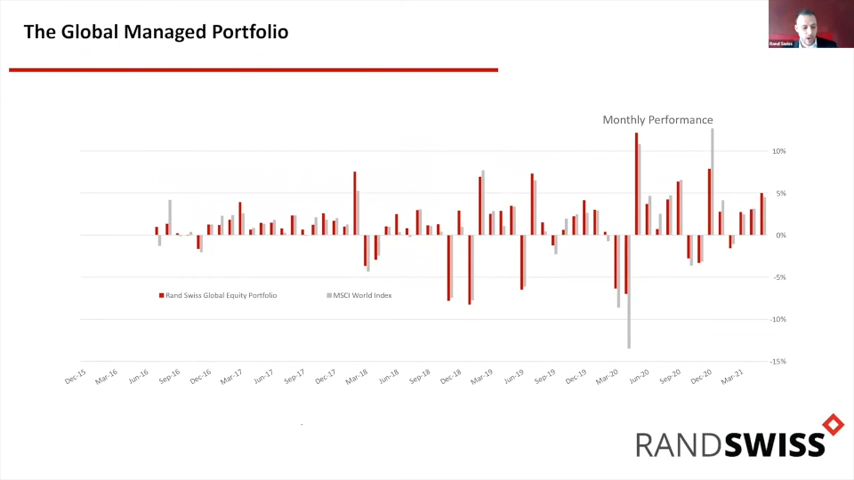 The Global Managed Portfolio
Rand Swiss
Monthly Performance
10%
5%
0%
-5%
-10%
-15%
Rand Swiss Global Equity Portfolio
MSCI World Index
Dec-15
Mar-16
Jun-16
Sep-16
Dec-16
Mar-17
Jun-17
Sep-17
Dec-17
Mar-18
Jun-18
Sep-18
Dec-18
Mar-19
Jun-19
Sep-19
Dec-19
Mar-20
Jun-20
Sep-20
Dec-20
Mar-21
RANDSWISS